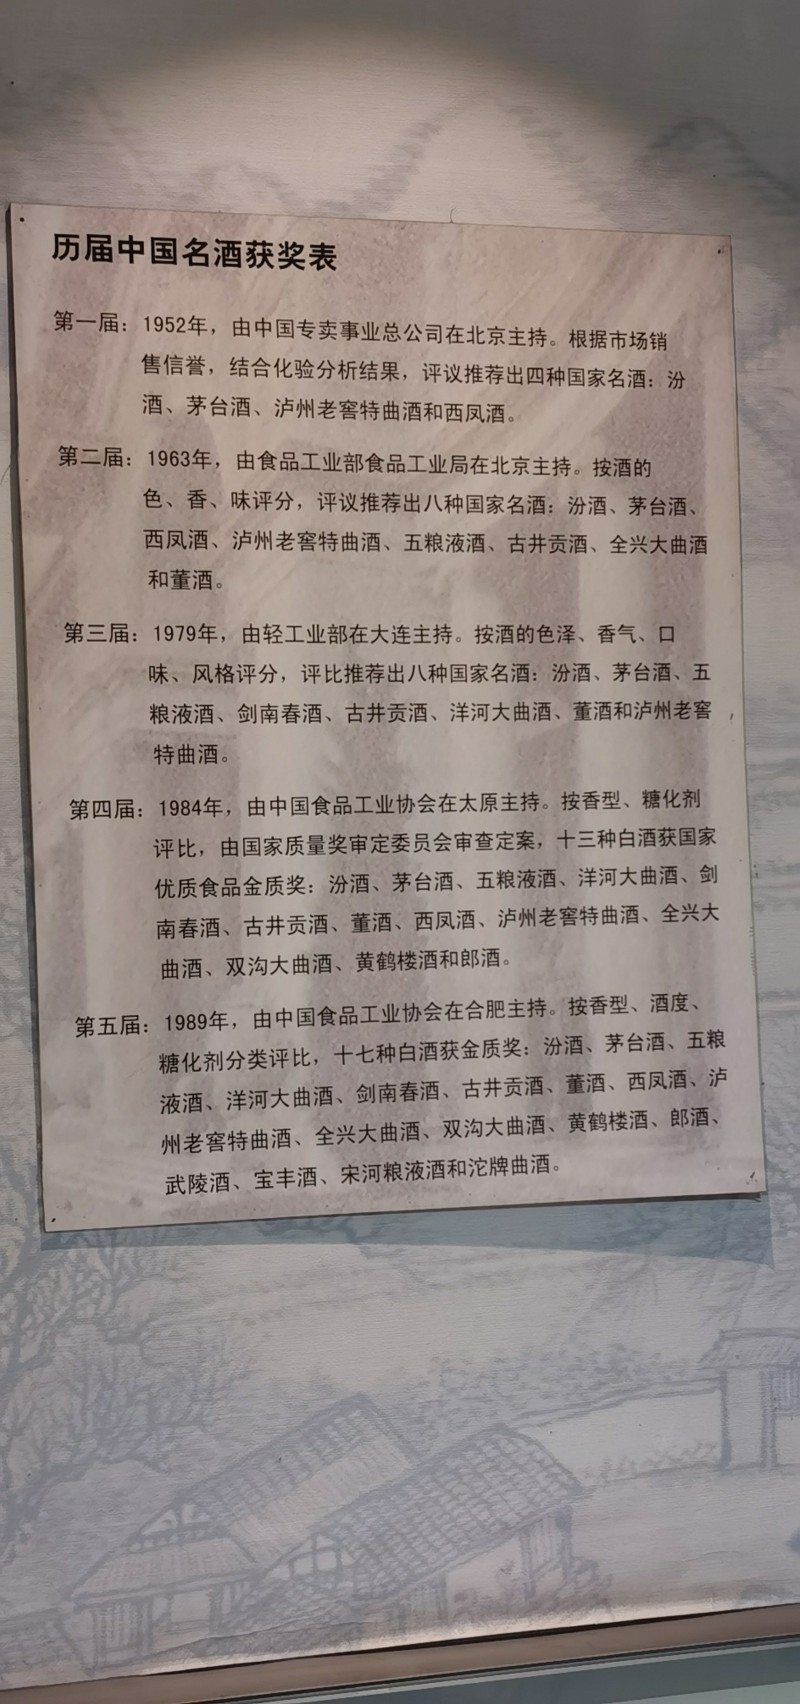 历届中国名酒获奖表
第一届：1952年，由中国专卖事业总公司在北京主持。根据市场销
售信誉，结合化验分析结果，评议推荐出四种国家名酒：汾
酒、茅台酒、泸州老窖特曲酒和西凤酒。
第二届：1963年，由食品工业部食品工业局在北京主持。按酒的
色、香、味评分，评议推荐出八种国家名酒：汾酒、茅台酒、
西凤酒、泸州老窖特曲酒、五粮液酒、古井贡酒、全兴大曲酒
和董酒。
第三届：1979年，由轻工业部在大连主持。按酒的色泽、香气、口
味、风格评分，评比推荐出八种国家名酒：汾酒、茅台酒、五
粮液酒、剑南春酒、古井贡酒、洋河大曲酒、董酒和泸州老窖
特曲酒。
第四届：1984年，由中国食品工业协会在太原主持。按香型、糖化剂
评比，由国家质量奖审定委员会审查定案，十三种白酒获国家
优质食品金质奖：汾酒、茅台酒、五粮液酒、洋河大曲酒、剑
南春酒、古井贡酒、董酒、西凤酒、泸州老窖特曲酒、全兴大
曲酒、双沟大曲酒、黄鹤楼酒和郎酒。
第五届：1989年，由中国食品工业协会在合肥主持。按香型、酒度、
糖化剂分类评比，十七种白酒获金质奖：汾酒、茅台酒、五粮
液酒、洋河大曲酒、剑南春酒、古井贡酒、董酒、西凤酒、泸
州老窖特曲酒、全兴大曲酒、双沟大曲酒、黄鹤楼酒、郎酒、
武陵酒、宝丰酒、宋河粮液酒和沱牌曲酒。